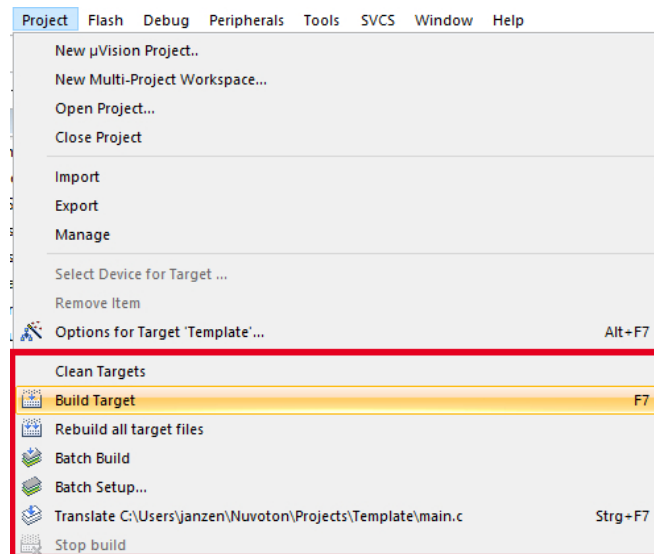 Project Flash Debug Peripherals Tools SVCS Window Help
New µVision Project..
New Multi-Project Workspace...
Open Project...
Close Project
Import
Export
Manage
Select Device for Target ...
Remove Item
Options for Target 'Template'... Alt+F7
Clean Targets
Build Target F7
Rebuild all target files
Batch Build
Batch Setup...
Translate C:\Users\janzen\Nuvoton\Projects\Template\main.c Strg+F7
Stop build